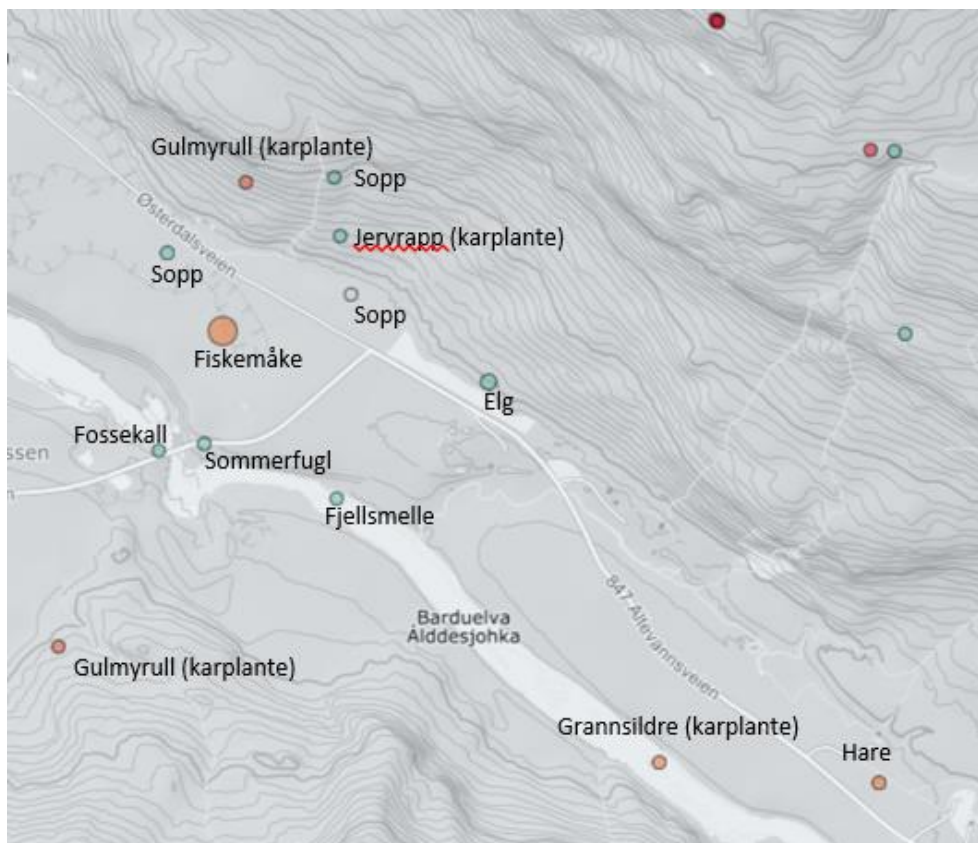 Gulmyrull (karplante)
Sopp
Østerdalsveien
Jervrapp (karplante)
Sopp
Sopp
Fiskemåke
Elg
Fossekall
ssen
Sommerfugl
n
Fjellsmelle
847-Altevannsveien
Barduelva
Álddesjohka
Gulmyrull (karplante)
Grannsildre (karplante)
Hare